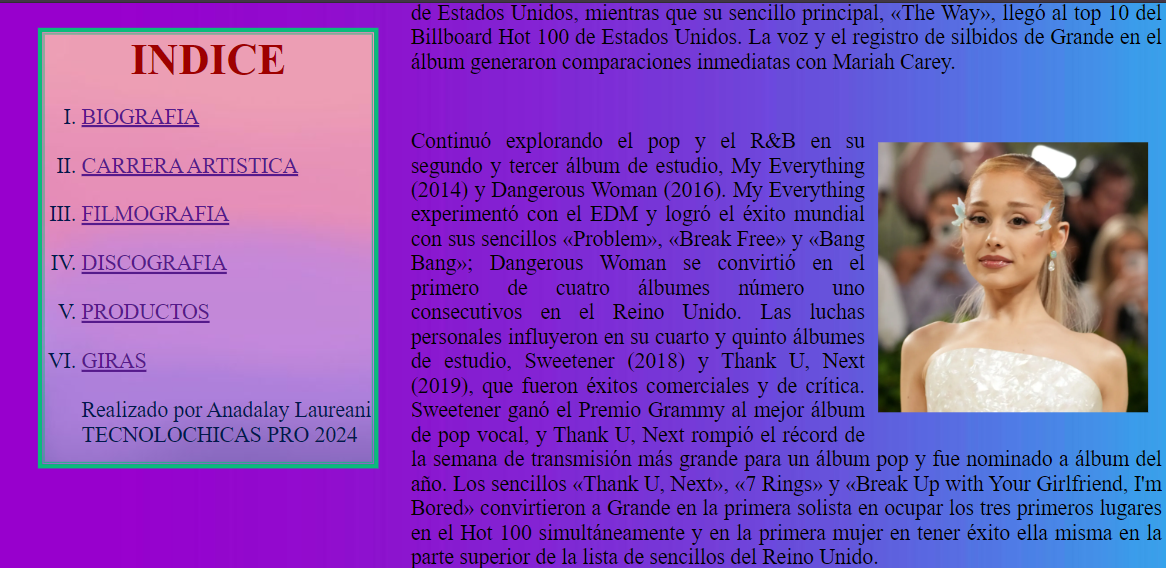 INDICE
I. BIOGRAFIA
II. CARRERA ARTISTICA
III. FILMOGRAFIA
IV. DISCOGRAFIA
V. PRODUCTOS
VI. GIRAS
Realizado por Anadalay Laureani
TECNOLOCHICAS PRO 2024
de Estados Unidos, mientras que su sencillo principal, «The Way», llegó al top 10 del
Billboard Hot 100 de Estados Unidos. La voz y el registro de silbidos de Grande en el
álbum generaron comparaciones inmediatas con Mariah Carey.
Continuó explorando el pop y el R&B en su
segundo y tercer álbum de estudio, My Everything
(2014) y Dangerous Woman (2016). My Everything
experimentó con el EDM y logró el éxito mundial
con sus sencillos «Problem», «Break Free» y «Bang
Bang»; Dangerous Woman se convirtió en el
primero de cuatro álbumes número uno
consecutivos en el Reino Unido. Las luchas
personales influyeron en su cuarto y quinto álbumes
de estudio, Sweetener (2018) y Thank U, Next
(2019), que fueron éxitos comerciales y de crítica.
Sweetener ganó el Premio Grammy al mejor álbum
de pop vocal, y Thank U, Next rompió el récord de
la semana de transmisión más grande para un álbum pop y fue nominado a álbum del
año. Los sencillos «Thank U, Next», «7 Rings» y «Break Up with Your Girlfriend, I'm
Bored» convirtieron a Grande en la primera solista en ocupar los tres primeros lugares
en el Hot 100 simultáneamente y en la primera mujer en tener éxito ella misma en la
parte superior de la lista de sencillos del Reino Unido.